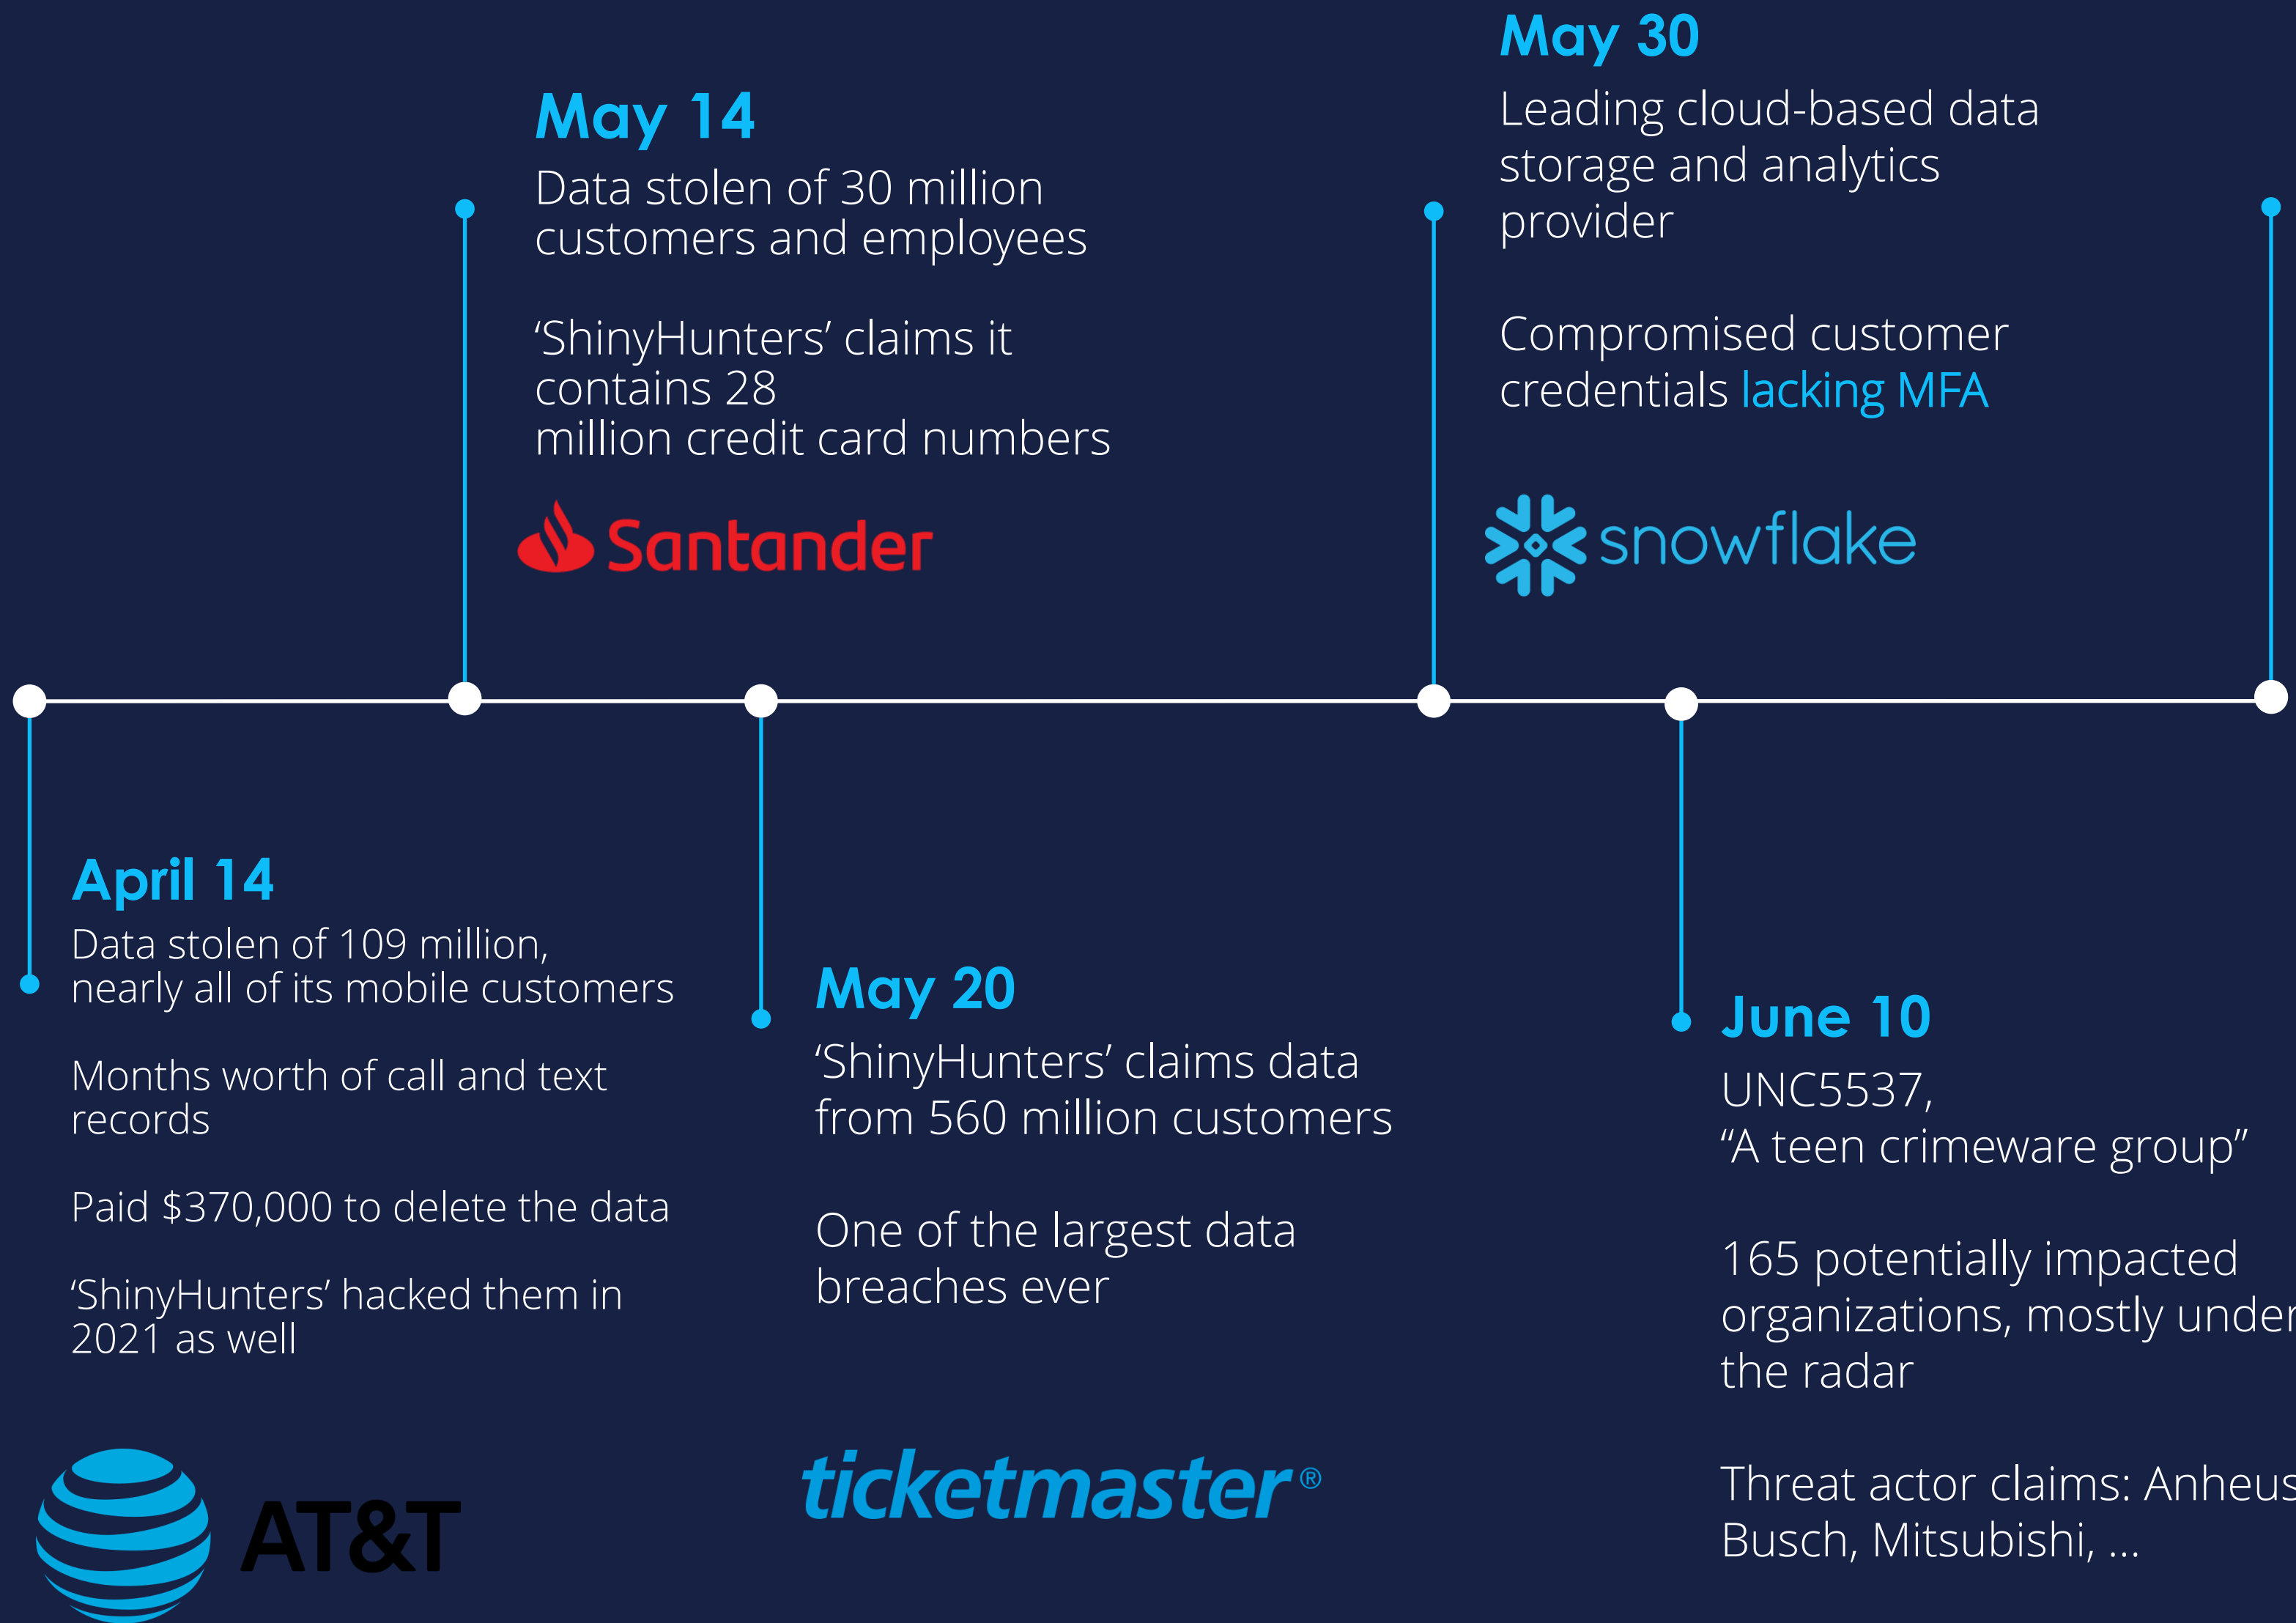 May 30
Leading cloud-based data
storage and analytics
provider
Compromised customer
credentials lacking MFA
snowflake
May 14
Data stolen of 30 million
customers and employees
‘ShinyHunters’ claims it
contains 28
million credit card numbers
Santander
April 14
Data stolen of 109 million,
nearly all of its mobile customers
Months worth of call and text
records
Paid $370,000 to delete the data
‘ShinyHunters’ hacked them in
2021 as well
AT&T
May 20
‘ShinyHunters’ claims data
from 560 million customers
One of the largest data
breaches ever
ticketmaster®
June 10
UNC5537,
“A teen crimeware group”
165 potentially impacted
organizations, mostly under
the radar
Threat actor claims: Anheus
Busch, Mitsubishi, ...